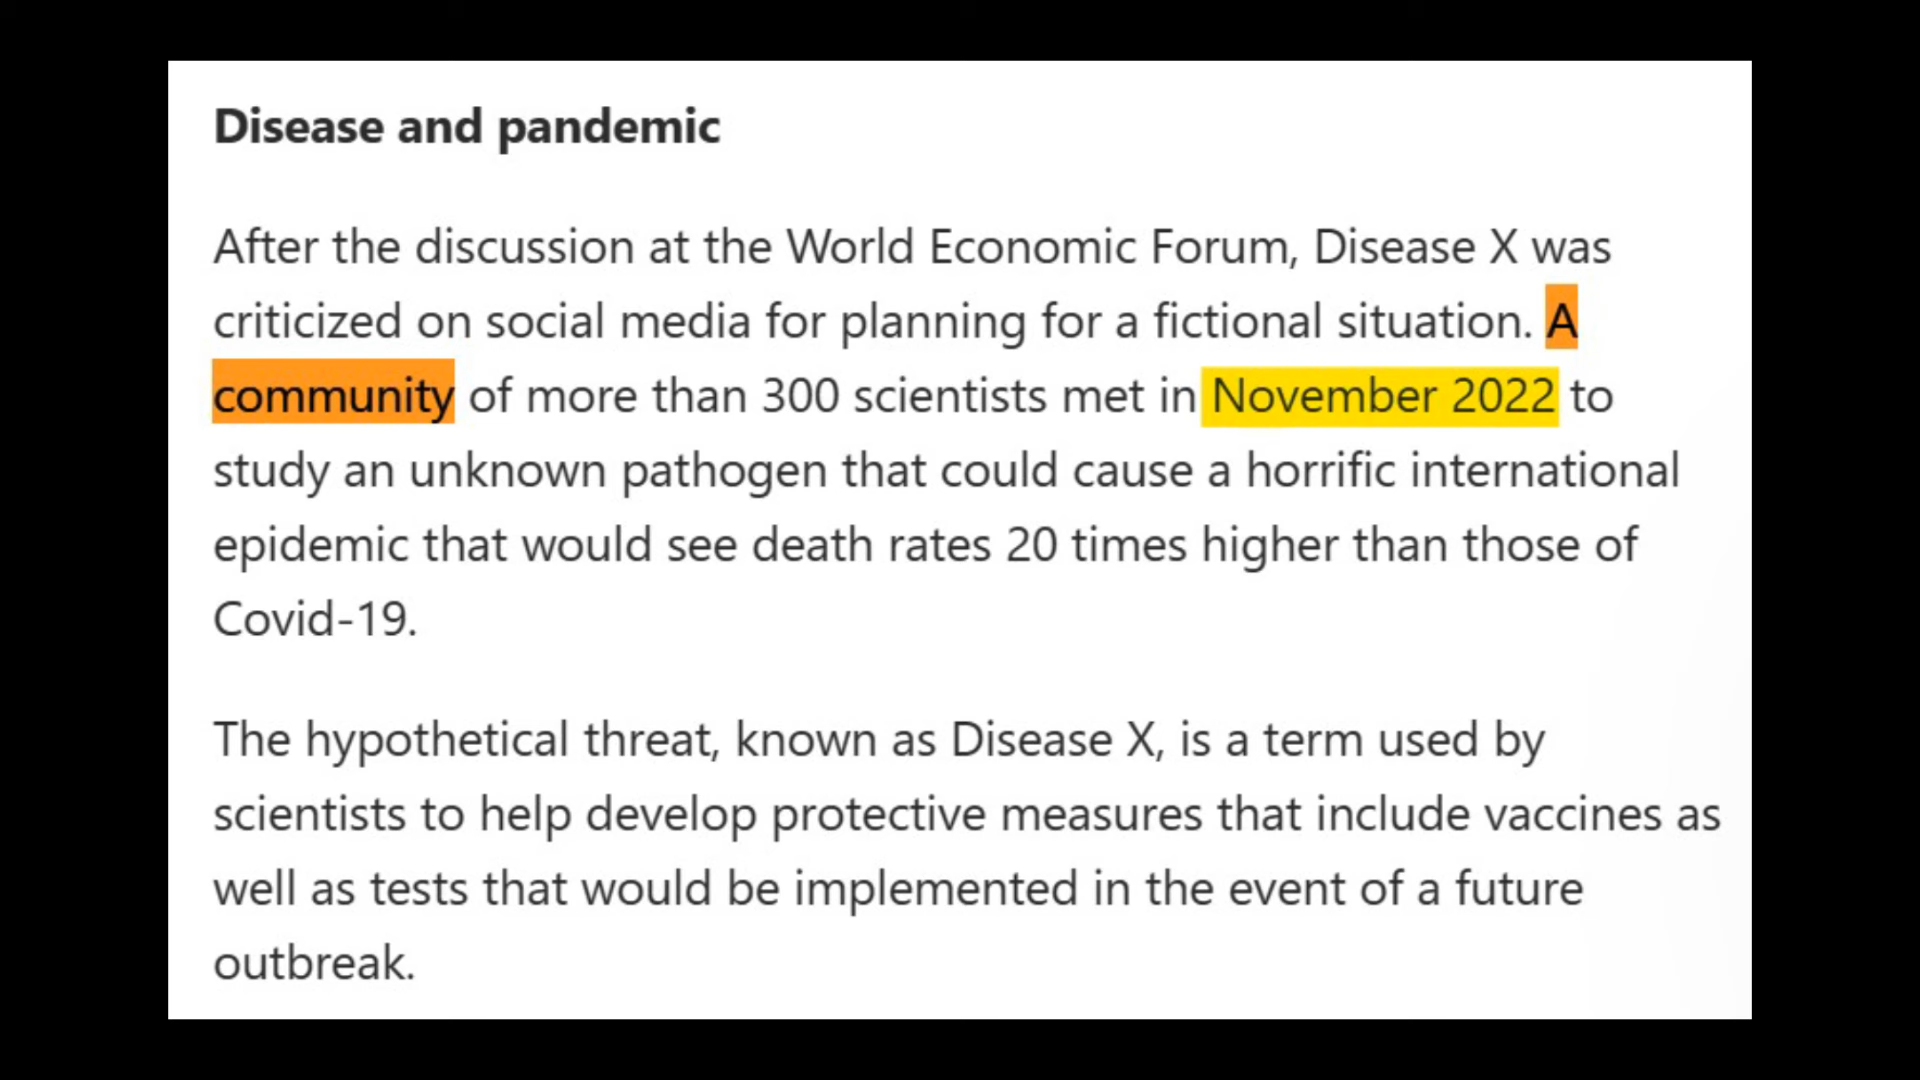 Disease and pandemic
After the discussion at the World Economic Forum, Disease X was
criticized on social media for planning for a fictional situation. A
community of more than 300 scientists met in November 2022 to
study an unknown pathogen that could cause a horrific international
epidemic that would see death rates 20 times higher than those of
Covid-19.
The hypothetical threat, known as Disease X, is a term used by
scientists to help develop protective measures that include vaccines as
well as tests that would be implemented in the event of a future
outbreak.